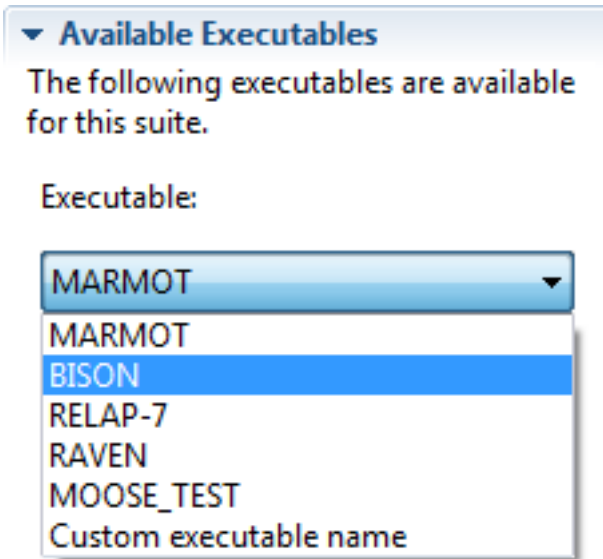 Available Executables
The following executables are available
for this suite.
Executable:
MARMOT
MARMOT
BISON
RELAP-7
RAVEN
MOOSE_TEST
Custom executable name